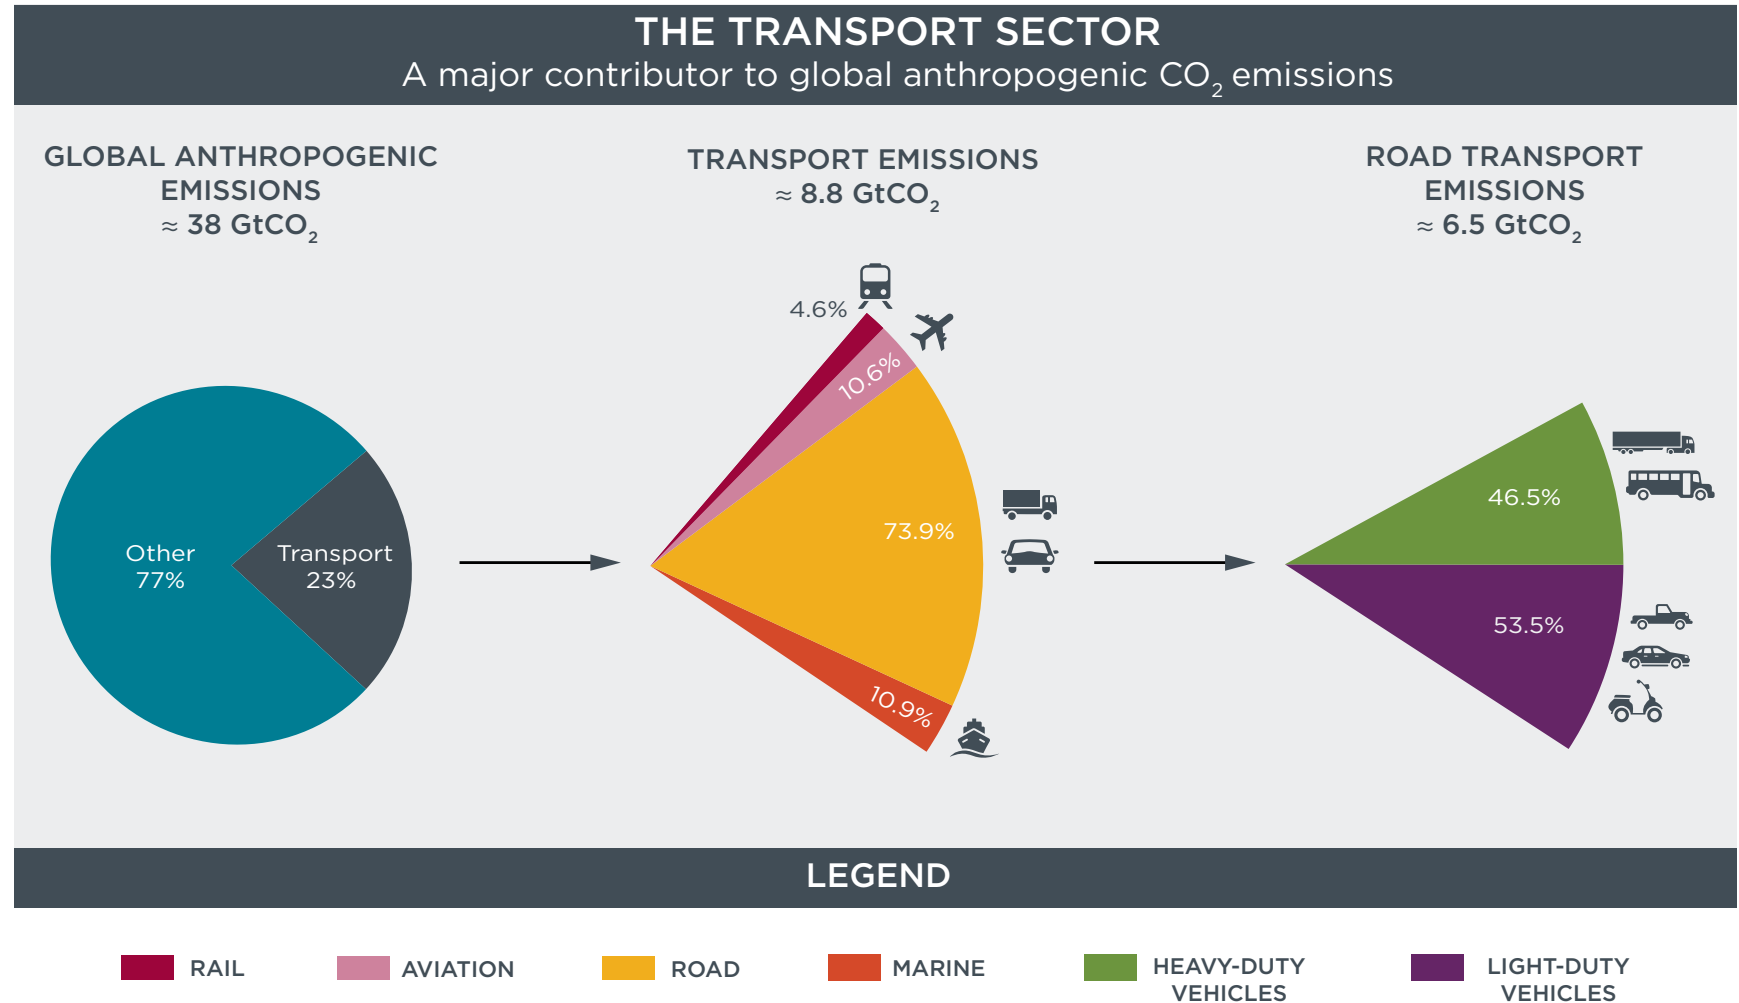 THE TRANSPORT SECTOR
A major contributor to global anthropogenic CO₂ emissions
GLOBAL ANTHROPOGENIC
EMISSIONS
≈ 38 GtCO₂
TRANSPORT EMISSIONS
≈ 8.8 GtCO₂
ROAD TRANSPORT
EMISSIONS
≈ 6.5 GtCO₂
Other
77%
Transport
23%
4.6%
10.6%
73.9%
10.9%
46.5%
53.5%
LEGEND
RAIL
AVIATION
ROAD
MARINE
HEAVY-DUTY
VEHICLES
LIGHT-DUTY
VEHICLES